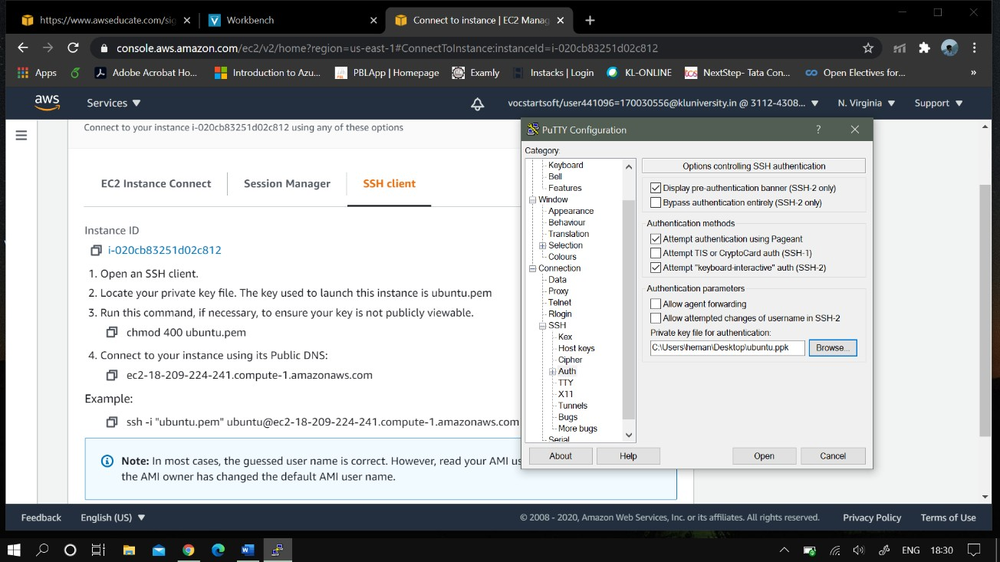 https://www.awseducate.com/sig
Workbench
Connect to instance | EC2 Manag
console.aws.amazon.com/ec2/v2/home?region=us-east-1#ConnectToInstance:instanceId=i-020cb83251d02c812
Apps
Adobe Acrobat Ho...
Introduction to Azu...
PBLApp | Homepage
Examly
Instacks | Login
KL-ONLINE
NextStep- Tata Con...
Open Electives for...
»
aws
Services
vocstartsoft/user441096=170030556@kluniversity.in @ 3112-4308...
N. Virginia
Support
Connect to your instance i-020cb83251d02c812 using any of these options
EC2 Instance Connect
Session Manager
SSH client
Instance ID
i-020cb83251d02c812
1. Open an SSH client.
2. Locate your private key file. The key used to launch this instance is ubuntu.pem
3. Run this command, if necessary, to ensure your key is not publicly viewable.
chmod 400 ubuntu.pem
4. Connect to your instance using its Public DNS:
ec2-18-209-224-241.compute-1.amazonaws.com
Example:
ssh -i "ubuntu.pem" ubuntu@ec2-18-209-224-241.compute-1.amazonaws.com
Note: In most cases, the guessed user name is correct. However, read your AMI us
the AMI owner has changed the default AMI user name.
PuTTY Configuration
?
Category:
Keyboard
Bell
Features
Window
Appearance
Behaviour
Translation
Selection
Colours
Connection
Data
Proxy
Telnet
Rlogin
SSH
Kex
Host keys
Cipher
Auth
TTY
X11
Tunnels
Bugs
More bugs
Serial
Options controlling SSH authentication
Display pre-authentication banner (SSH-2 only)
Bypass authentication entirely (SSH-2 only)
Authentication methods
Attempt authentication using Pageant
Attempt TIS or CryptoCard auth (SSH-1)
Attempt "keyboard-interactive" auth (SSH-2)
Authentication parameters
Allow agent forwarding
Allow attempted changes of username in SSH-2
Private key file for authentication:
C:\Users\heman\Desktop\ubuntu.ppk
Browse...
About
Help
Open
Cancel
Feedback
English (US)
© 2008 - 2020, Amazon Web Services, Inc. or its affiliates. All rights reserved.
Privacy Policy
Terms of Use
ENG
18:30